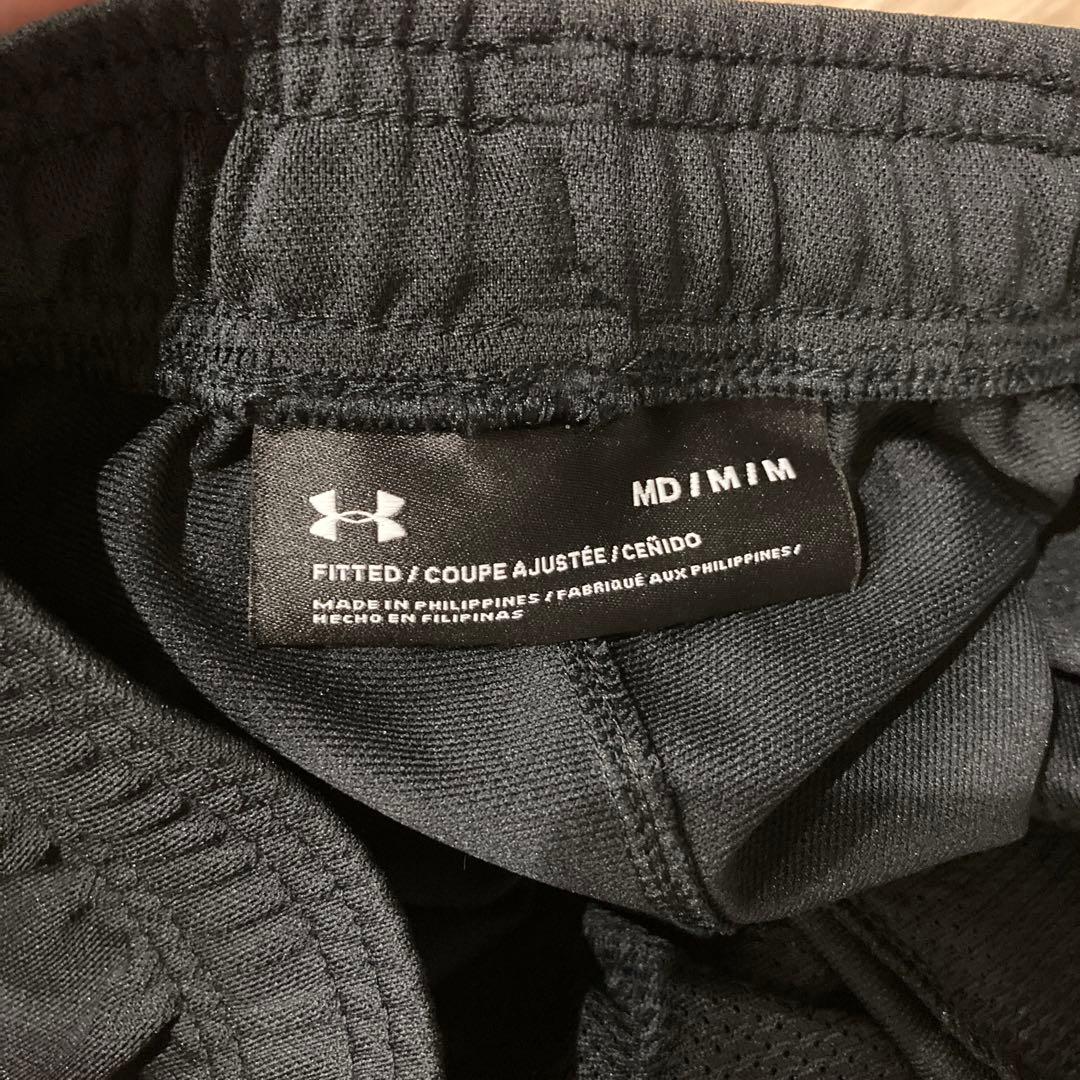 MD / M / M
FITTED / COUPE AJUSTÉE / CEÑIDO
MADE IN PHILIPPINES / FABRIQUÉ AUX PHILIPPINES /
HECHO EN FILIPINAS